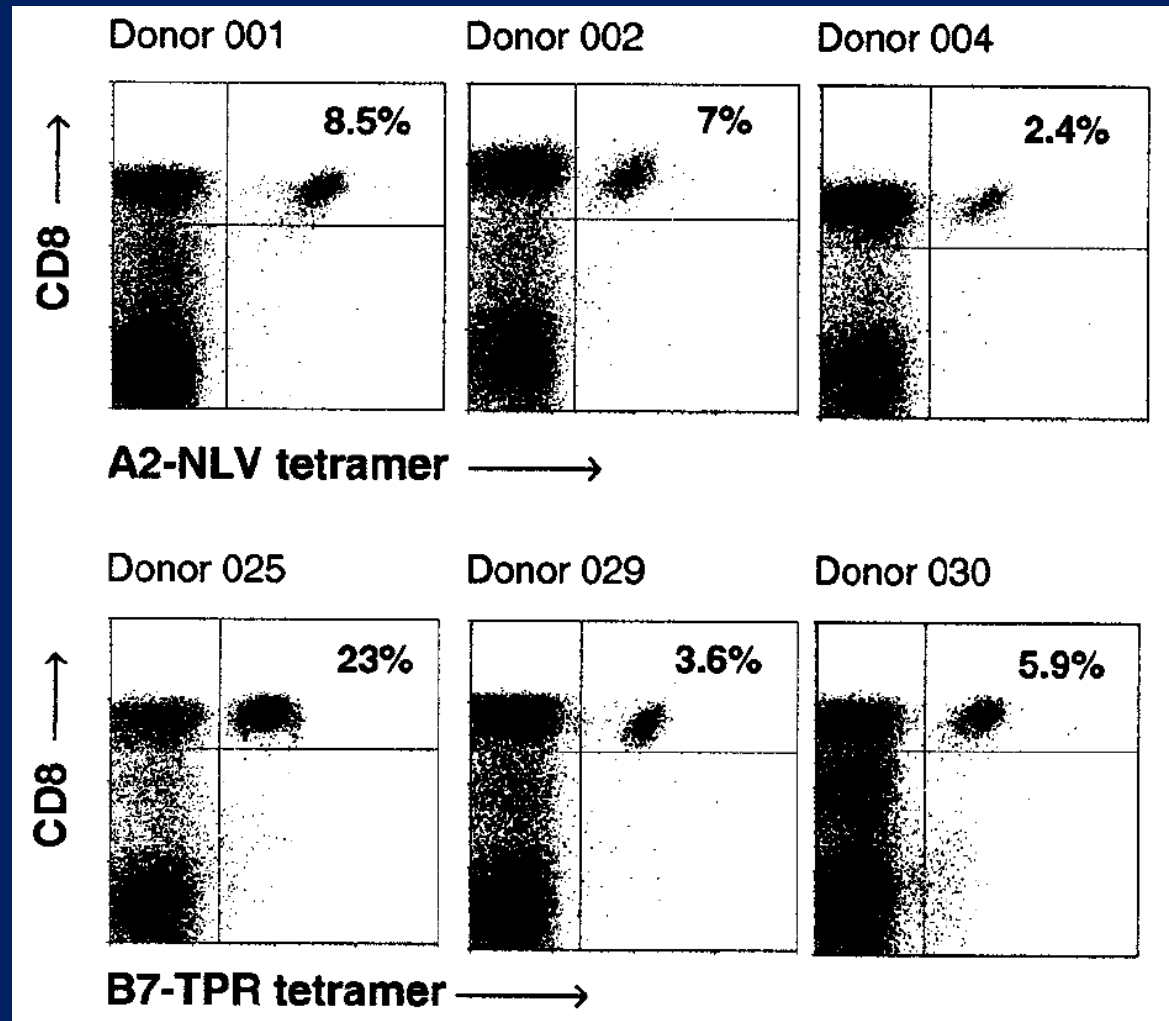 Donor 001 Donor 002 Donor 004
8.5% 7% 2.4%
CD8 →
A2-NLV tetramer →
Donor 025 Donor 029 Donor 030
23% 3.6% 5.9%
CD8 →
B7-TPR tetramer →